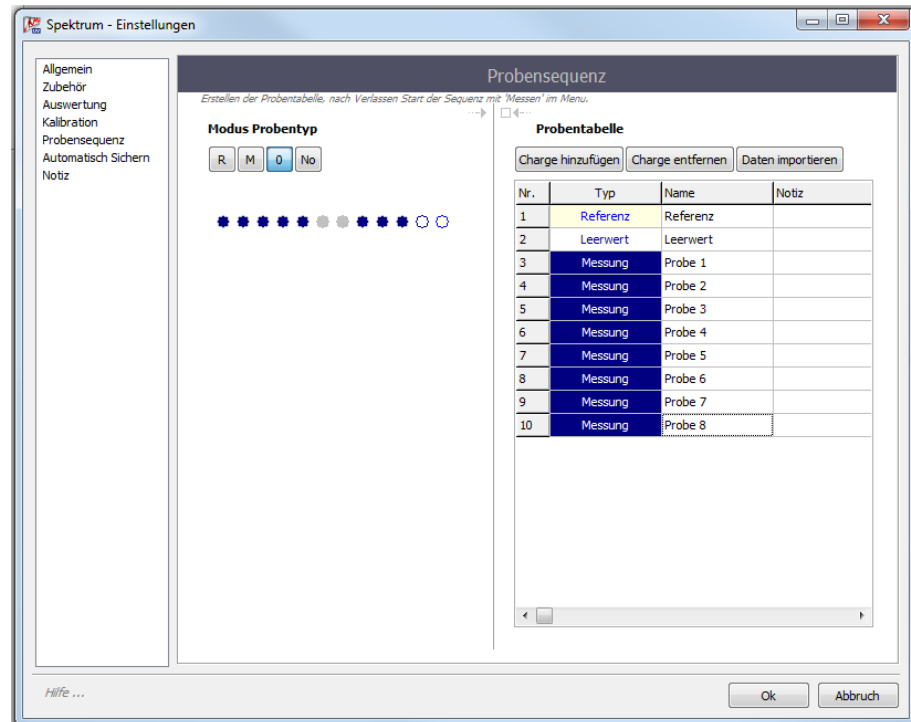 Spektrum - Einstellungen
Allgemein
Zubehör
Auswertung
Kalibration
Probensequenz
Automatisch Sichern
Notiz
Probensequenz
Erstellen der Probentabelle, nach Verlassen Start der Sequenz mit 'Messen' im Menu.
Modus Probentyp
R M 0 No
Probentabelle
Charge hinzufügen Charge entfernen Daten importieren
Nr. Typ Name Notiz
1 Referenz Referenz
2 Leerwert Leerwert
3 Messung Probe 1
4 Messung Probe 2
5 Messung Probe 3
6 Messung Probe 4
7 Messung Probe 5
8 Messung Probe 6
9 Messung Probe 7
10 Messung Probe 8
Hilfe ...
Ok Abbruch